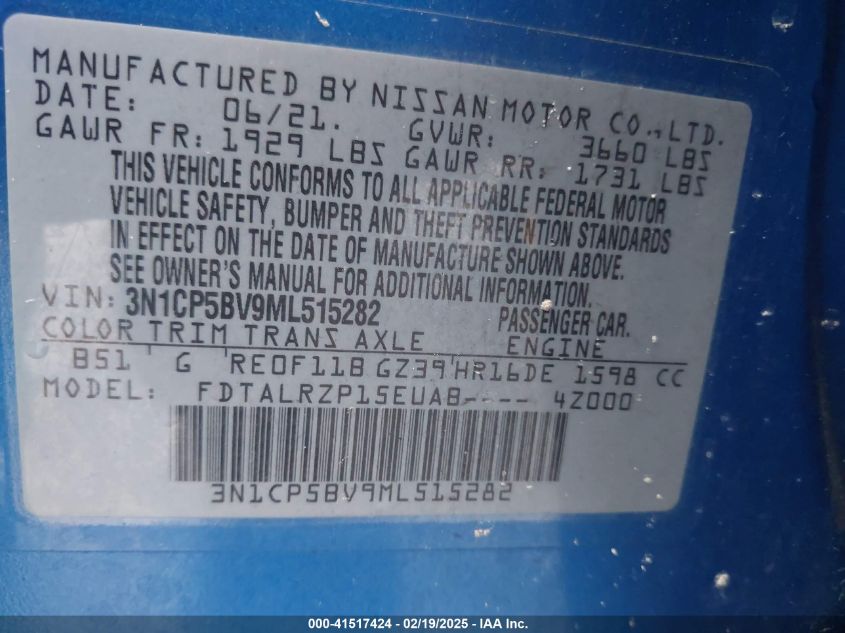 MANUFACTURED BY NISSAN MOTOR CO.,LTD.
DATE: 06/21. GVWR: 3660 LBS
GAWR FR: 1929 LBS GAWR RR: 1731 LBS
THIS VEHICLE CONFORMS TO ALL APPLICABLE FEDERAL MOTOR
VEHICLE SAFETY, BUMPER AND THEFT PREVENTION STANDARDS
IN EFFECT ON THE DATE OF MANUFACTURE SHOWN ABOVE.
SEE OWNER'S MANUAL FOR ADDITIONAL INFORMATION.
VIN: 3N1CP5BV9ML515282 PASSENGER CAR.
COLOR TRIM TRANS AXLE ENGINE
B51 G RE0F11B GZ39 HR16DE 1598 CC
MODEL: FDTALRZP15EUAB---- 4Z000
3N1CP5BV9ML515282
000-41517424 - 02/19/2025 - IAAI.com